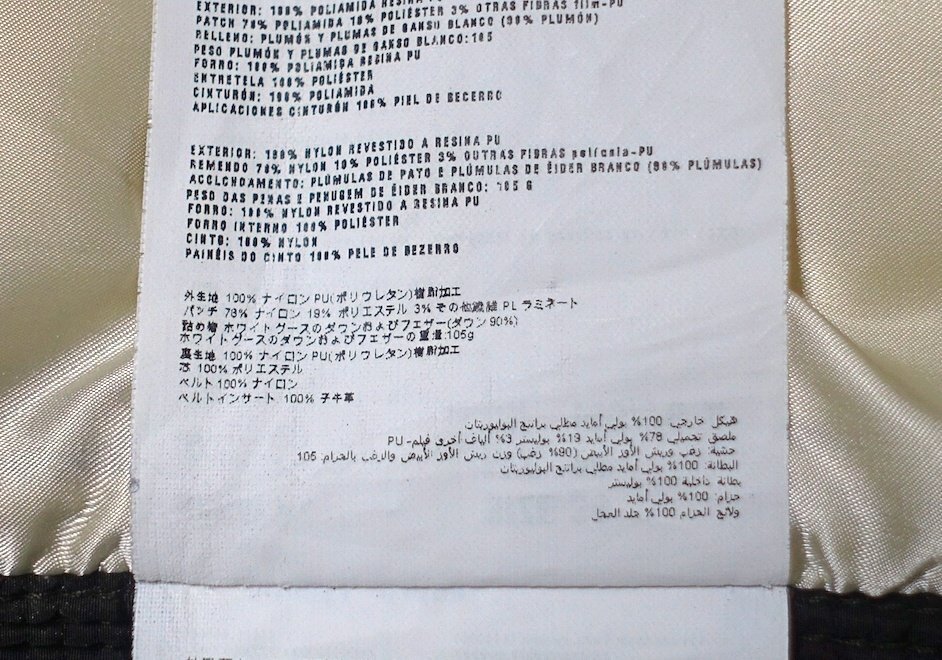 EXTERIOR: 100% POLIAMIDA RESINA PU
PATCH 78% POLIAMIDA 19% POLIÉSTER 3% OTRAS FIBRAS film-PU
RELLENO: PLUMÓN Y PLUMAS DE GANSO BLANCO (90% PLUMÓN)
PESO PLUMÓN Y PLUMAS DE GANSO BLANCO: 105
FORRO: 100% POLIAMIDA RESINA PU
ENTRETELA 100% POLIÉSTER
CINTURÓN: 100% POLIAMIDA
APLICACIONES CINTURÓN 100% PIEL DE BECERRO
EXTERIOR: 100% NYLON REVESTIDO A RESINA PU
REMENDO 78% NYLON 19% POLIÉSTER 3% OUTRAS FIBRAS película-PU
ACOLCHOAMENTO: PLÚMULAS DE PATO E PLÚMULAS DE ÉIDER BRANCO (90% PLÚMULAS)
PESO DAS PENAS E PENUGEM DE ÉIDER BRANCO: 105 G
FORRO: 100% NYLON REVESTIDO A RESINA PU
FORRO INTERNO 100% POLIÉSTER
CINTO: 100% NYLON
PAINÉIS DO CINTO 100% PELE DE BEZERRO
外生地 100% ナイロン PU(ポリウレタン)樹脂加工
パッチ 78% ナイロン 19% ポリエステル 3% その他繊維 PL ラミネート
詰め物 ホワイトグースのダウンおよびフェザー(ダウン 90%)
ホワイトグースのダウンおよびフェザーの重量:105g
裏生地 100% ナイロン PU(ポリウレタン)樹脂加工
芯 100% ポリエステル
ベルト 100% ナイロン
ベルトインサート 100% 子牛革
هيكل خارجي: 100% بولي أمايد مطلي براتنج البوليوريتان
ملصق تجميلي 78% بولي أمايد 19% بوليستر 3% ألياف أخرى فيلم- PU
حشية: زغب وريش الأوز الأبيض (90% زغب) وزن ريش الأوز الأبيض والزغب بالجرام: 105
البطانة: 100% بولي أمايد مطلي براتنج البوليوريتان
بطانة داخلية 100% بوليستر
حزام: 100% بولي أمايد
ولائج الحزام 100% جلد العجل